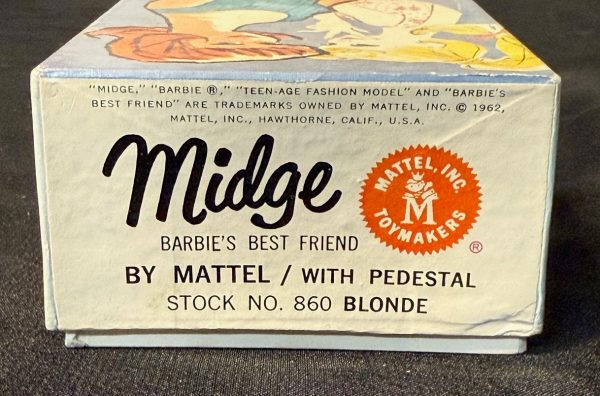 "MIDGE," "BARBIE ®," "TEEN-AGE FASHION MODEL" AND "BARBIE'S
BEST FRIEND" ARE TRADEMARKS OWNED BY MATTEL, INC. © 1962,
MATTEL, INC., HAWTHORNE, CALIF., U.S.A.
Midge
MATTEL, INC.
M
TOYMAKERS
®
BARBIE'S BEST FRIEND
BY MATTEL / WITH PEDESTAL
STOCK NO. 860 BLONDE